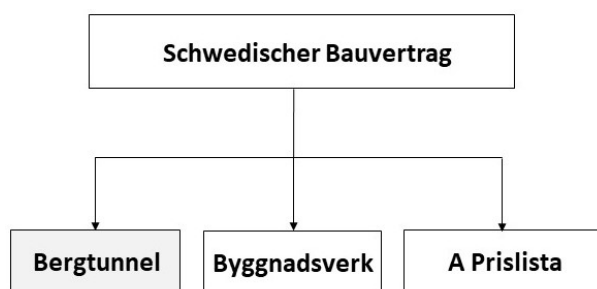 Schwedischer Bauvertrag
Bergtunnel
Byggnadsverk
A Prislista